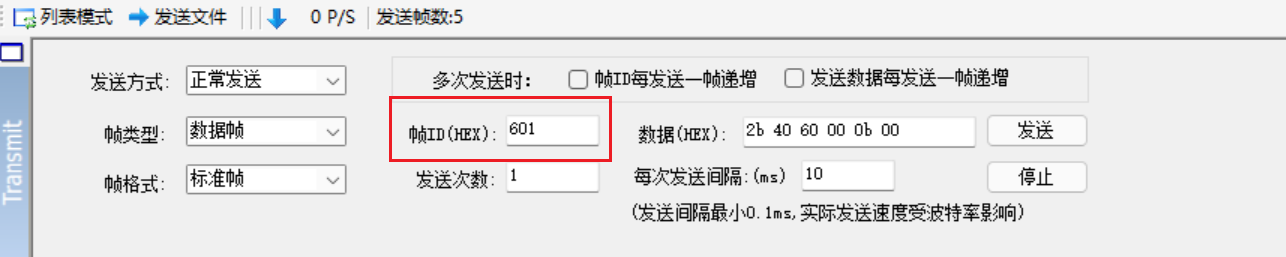 列表模式 发送文件 0 P/S 发送帧数:5
Transmit
发送方式: 正常发送 多次发送时: 帧ID每发送一帧递增 发送数据每发送一帧递增
帧类型: 数据帧 帧ID(HEX): 601 数据(HEX): 2b 40 60 00 0b 00 发送
帧格式: 标准帧 发送次数: 1 每次发送间隔:(ms) 10 停止
(发送间隔最小0.1ms,实际发送速度受波特率影响)